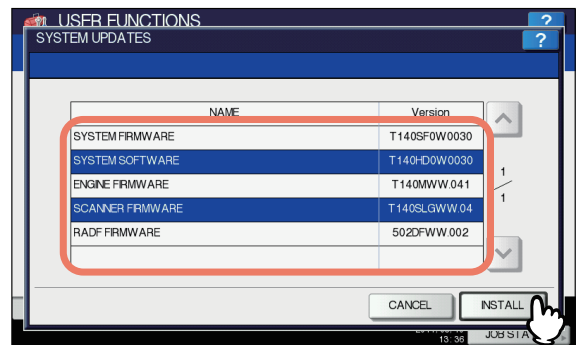 USER FUNCTIONS
?
SYSTEM UPDATES
?
NAME Version
SYSTEM FIRMWARE T140SF0W0030
SYSTEM SOFTWARE T140HD0W0030
ENGINE FIRMWARE T140MWW.041
SCANNER FIRMWARE T140SLGWW.04
RADF FIRMWARE 502DFWW.002
1
1
CANCEL INSTALL
13:36 JOB STA